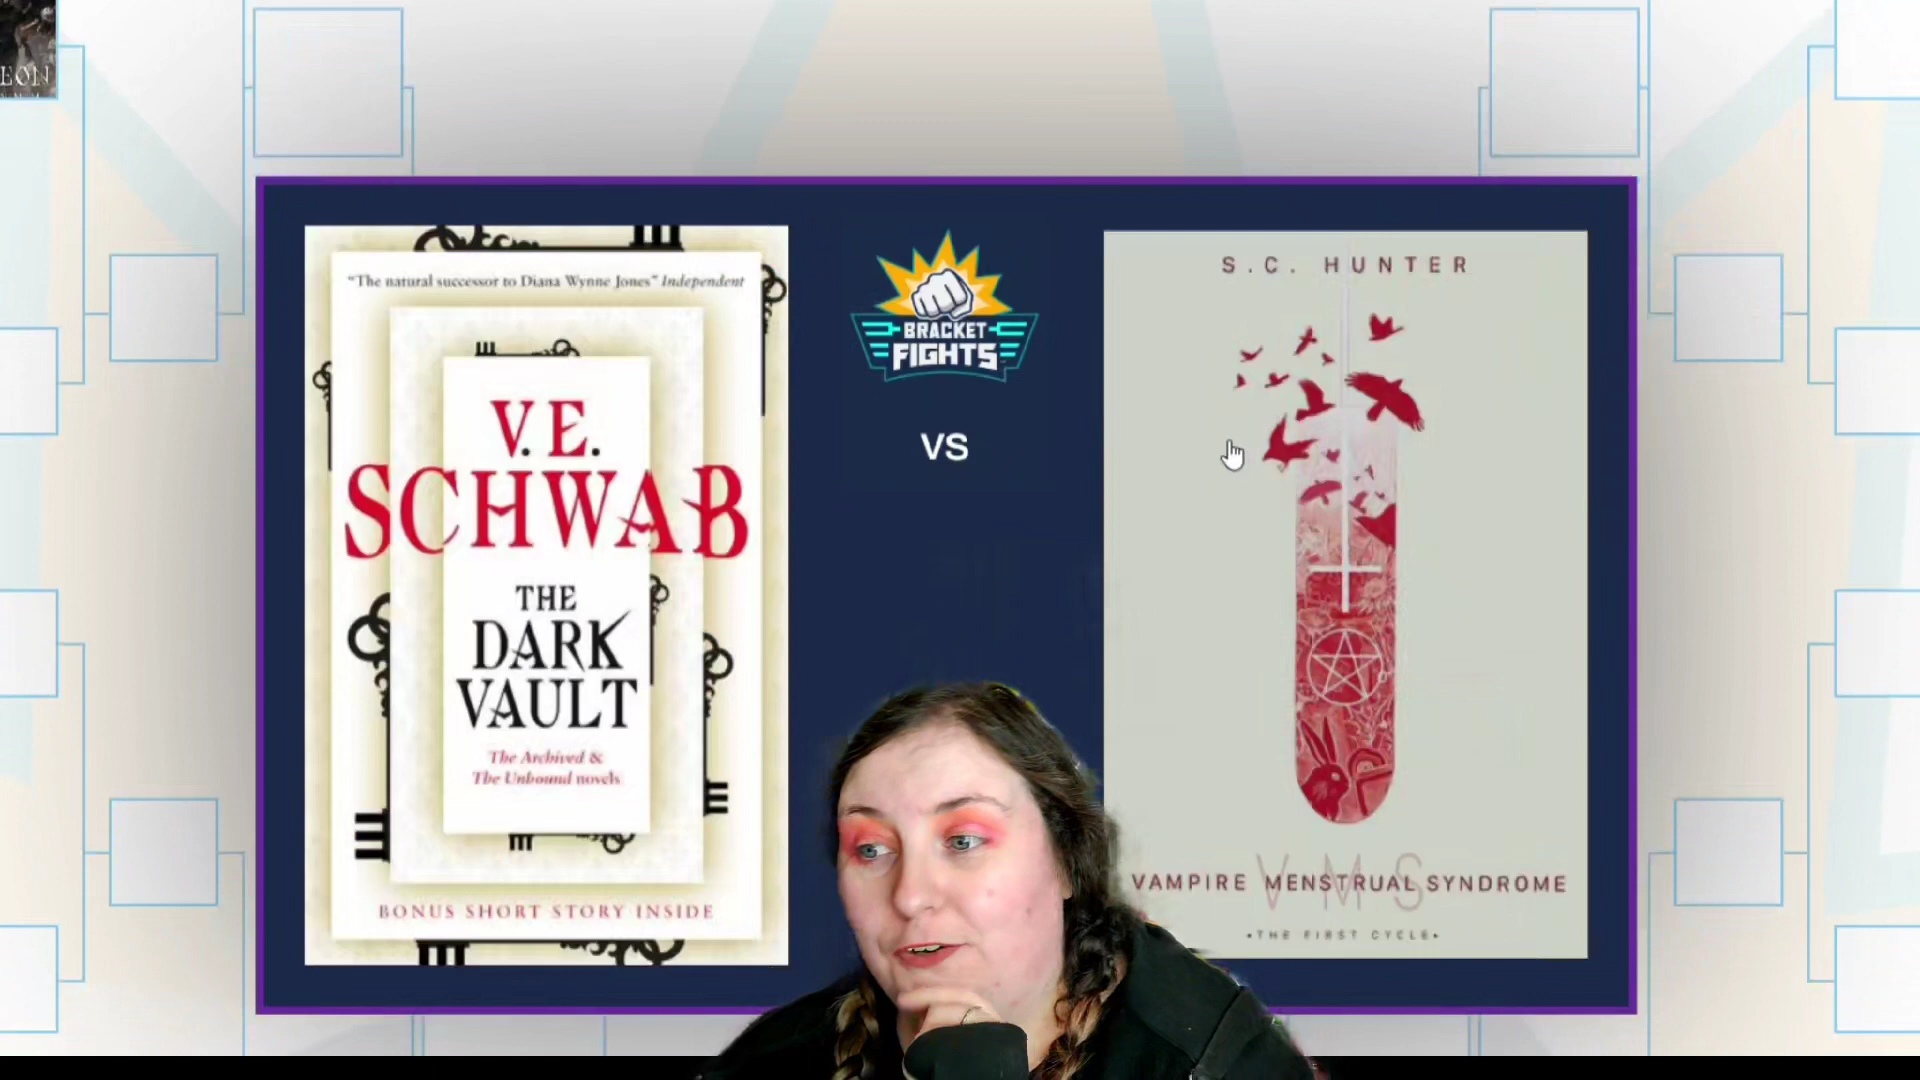 EON
"The natural successor to Diana Wynne Jones" Independent
V. E.
SCHWAB
THE
DARK
VAULT
The Archived &
The Unbound novels
BONUS SHORT STORY INSIDE
BRACKET
FIGHTS
VS
S.C. HUNTER
VMS
VAMPIRE MENSTRUAL SYNDROME
•THE FIRST CYCLE•